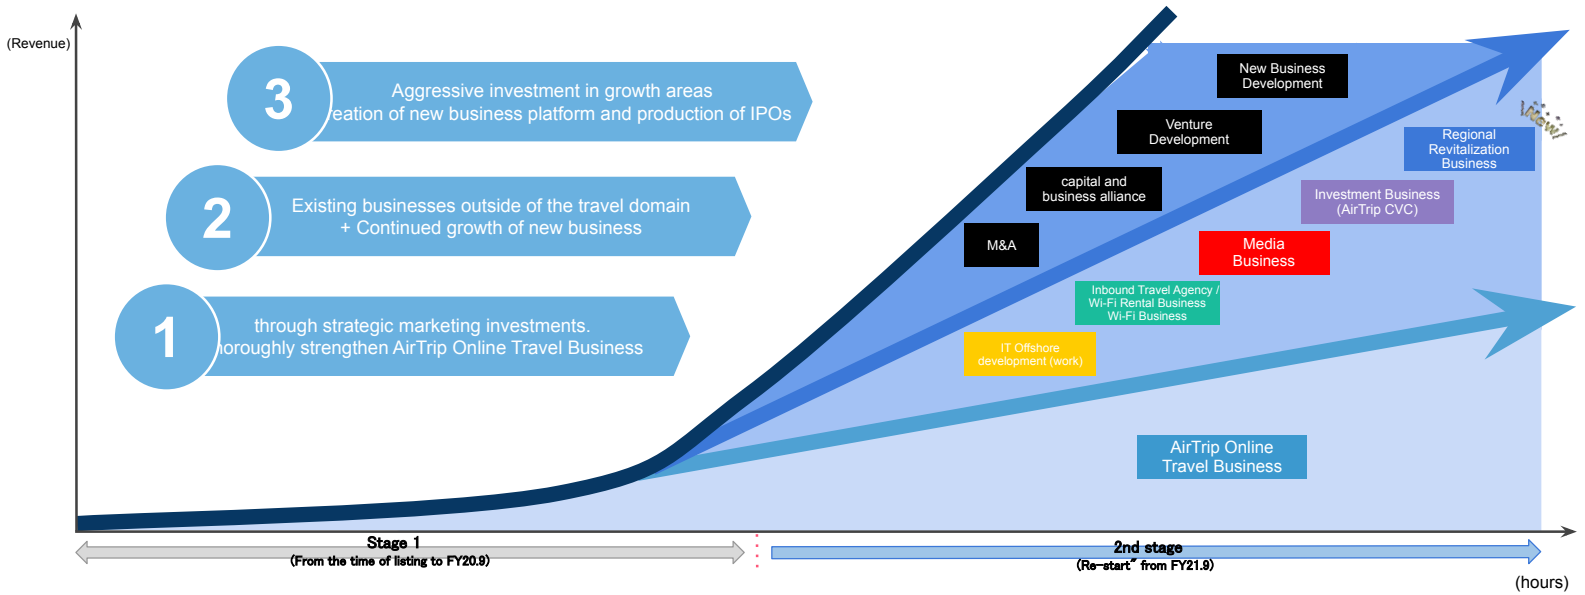 (Revenue)
3
Aggressive investment in growth areas
reation of new business platform and production of IPOs
2
Existing businesses outside of the travel domain
+ Continued growth of new business
1
through strategic marketing investments.
horoughly strengthen AirTrip Online Travel Business
New Business
Development
Venture
Development
capital and
business alliance
M&A
\New/
Regional
Revitalization
Business
Investment Business
(AirTrip CVC)
Media
Business
Inbound Travel Agency /
Wi-Fi Rental Business
Wi-Fi Business
IT Offshore
development (work)
AirTrip Online
Travel Business
Stage 1
(From the time of listing to FY20.9)
2nd stage
(Re-start" from FY21.9)
(hours)